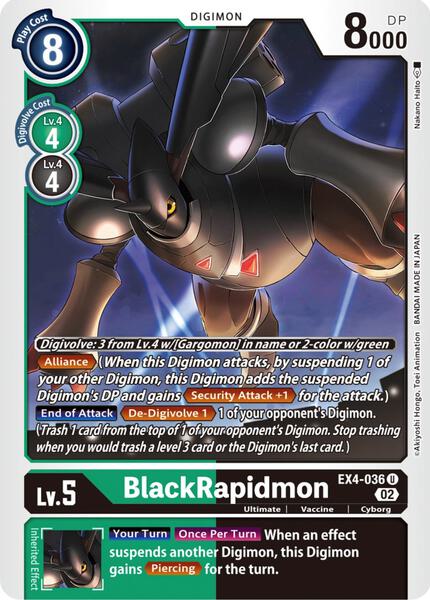 Play Cost
8
DIGIMON
8000
DP
Digivolve Cost
Lv.4
4
Lv.4
4
Nakano Haito
©Akiyoshi Hongo, Toei Animation BANDAI MADE IN JAPAN
Digivolve: 3 from Lv.4 w/[Gargomon] in name or 2-color w/green
Alliance (When this Digimon attacks, by suspending 1 of
your other Digimon, this Digimon adds the suspended
Digimon's DP and gains Security Attack +1 for the attack.)
End of Attack De-Digivolve 1 1 of your opponent's Digimon.
(Trash 1 card from the top of 1 of your opponent's Digimon. Stop trashing
when you would trash a level 3 card or the Digimon's last card.)
Lv.5
BlackRapidmon
EX4-036 U
02
Ultimate | Vaccine | Cyborg
Inherited Effect
Your Turn Once Per Turn When an effect
suspends another Digimon, this Digimon
gains Piercing for the turn.